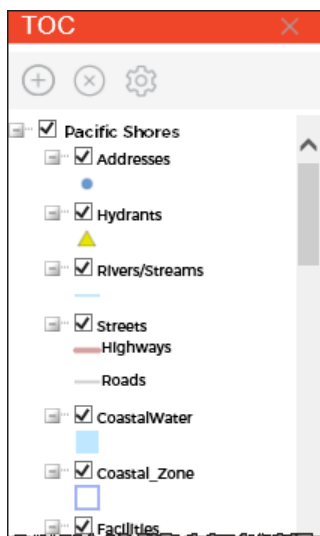 TOC
Pacific Shores
Addresses
Hydrants
Rivers/Streams
Streets
Highways
Roads
CoastalWater
Coastal_Zone
Facilities